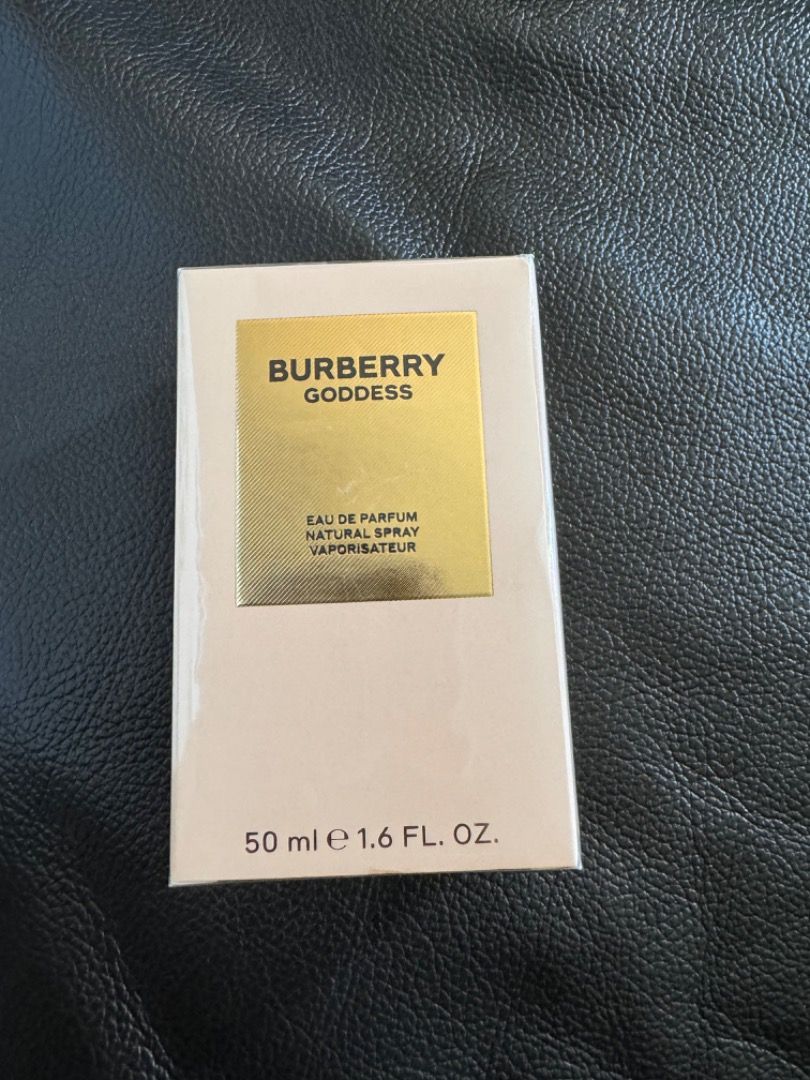 BURBERRY
GODDESS
EAU DE PARFUM
NATURAL SPRAY
VAPORISATEUR
50 ml ℮ 1.6 FL. OZ.